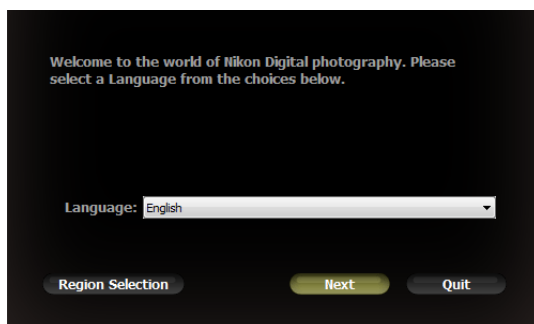 Welcome to the world of Nikon Digital photography. Please
select a Language from the choices below.
Language: English
Region Selection Next Quit